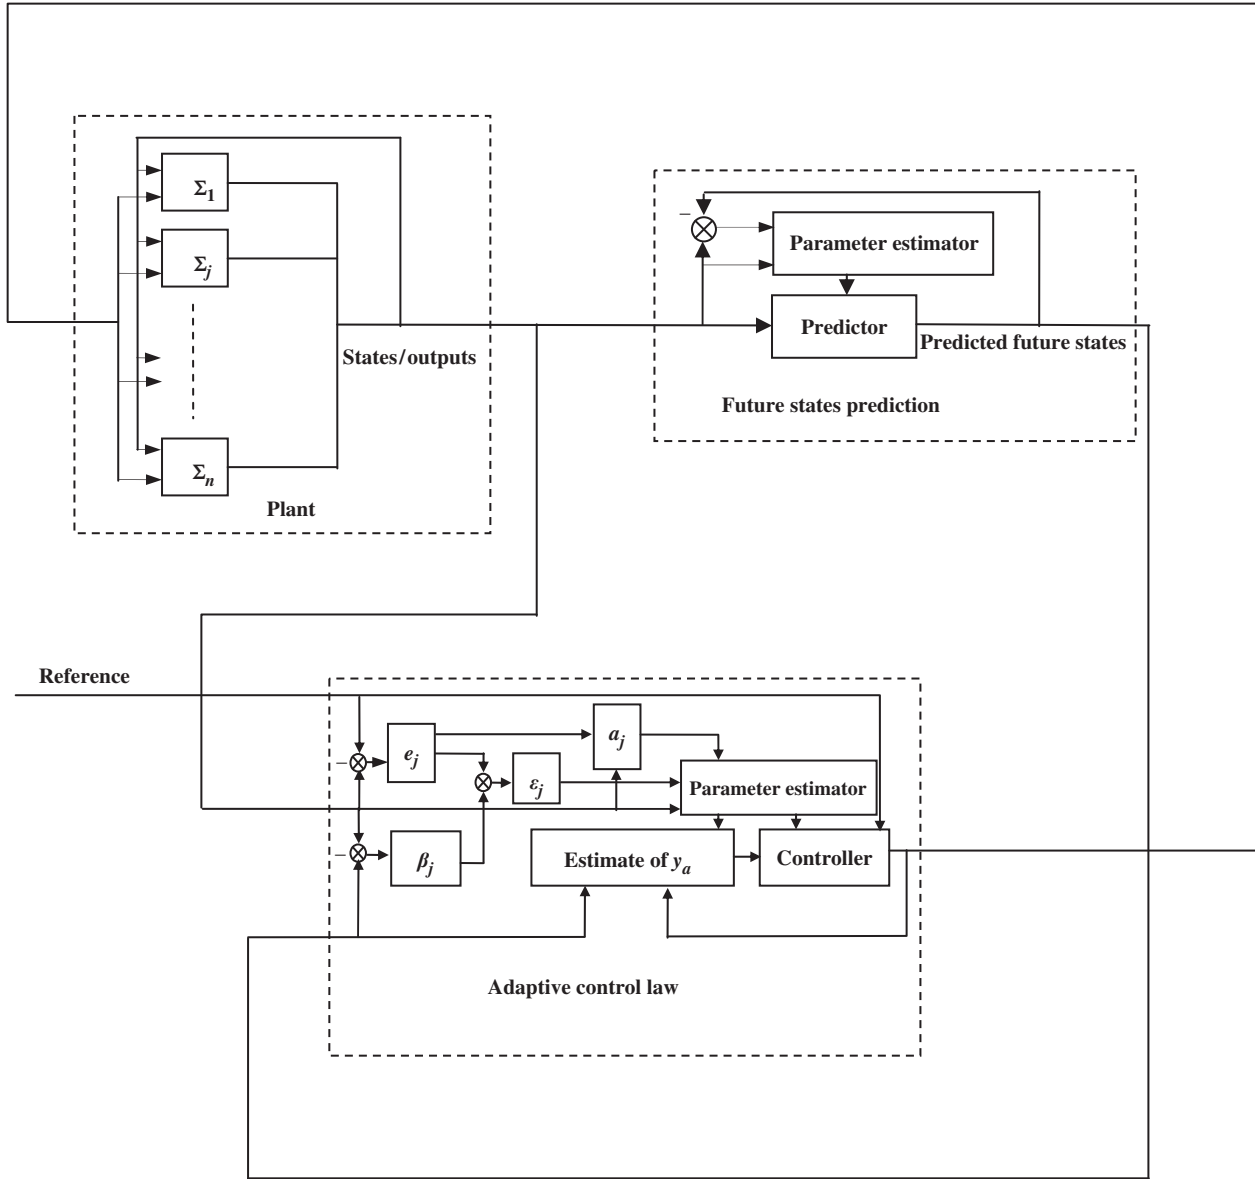 Σ1
Σj
Σn
States/outputs
Plant
−
Parameter estimator
Predictor
Predicted future states
Future states prediction
Reference
−
ej
aj
εj
Parameter estimator
−
βj
Estimate of ya
Controller
Adaptive control law